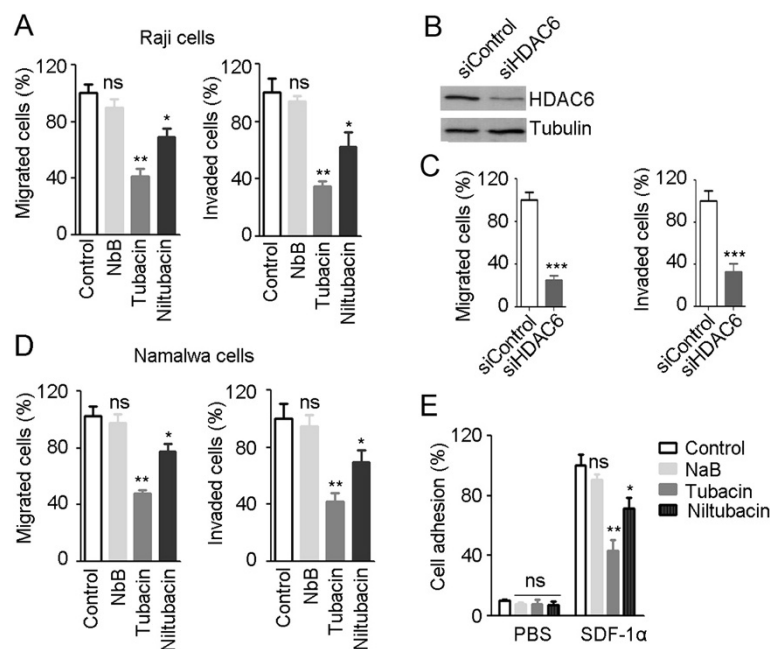 A
Raji cells
Migrated cells (%)
120
80
40
0
ns
**
*
Control
NbB
Tubacin
Niltubacin
Invaded cells (%)
120
80
40
0
ns
**
*
Control
NbB
Tubacin
Niltubacin
B
siControl
siHDAC6
HDAC6
Tubulin
C
Migrated cells (%)
120
80
40
0
***
siControl
siHDAC6
Invaded cells (%)
120
80
40
0
***
siControl
siHDAC6
D
Namalwa cells
Migrated cells (%)
120
80
40
0
ns
**
*
Control
NbB
Tubacin
Niltubacin
Invaded cells (%)
120
80
40
0
ns
**
*
Control
NbB
Tubacin
Niltubacin
E
Cell adhesion (%)
120
80
40
0
ns
ns
**
*
PBS
SDF-1α
Control
NaB
Tubacin
Niltubacin